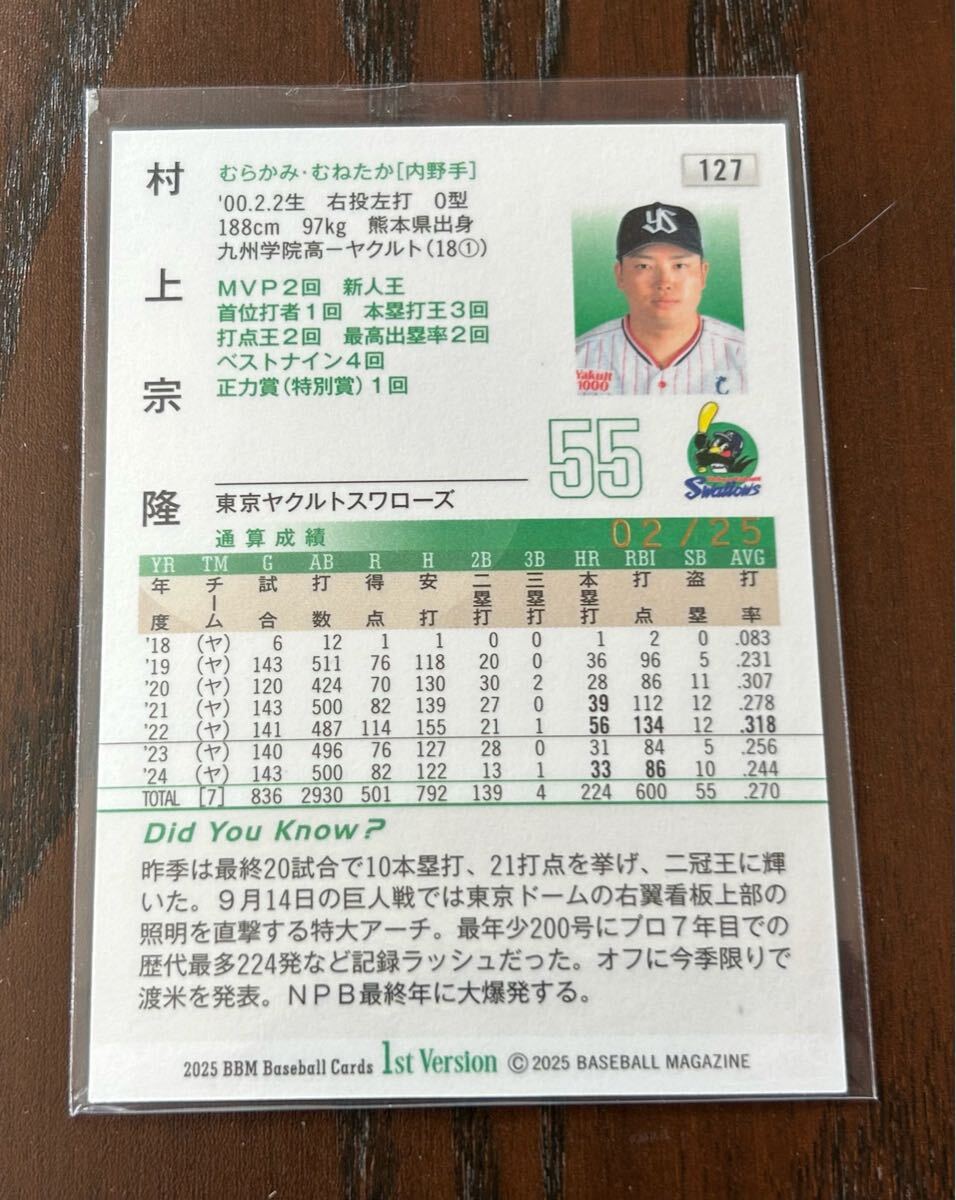 127
村上宗隆
むらかみ・むねたか[内野手]
'00.2.2生 右投左打 O型
188cm 97kg 熊本県出身
九州学院高ーヤクルト(18①)
MVP2回 新人王
首位打者1回 本塁打王3回
打点王2回 最高出塁率2回
ベストナイン4回
正力賞(特別賞)1回
YS
Yakult
1000
55
Swallows
東京ヤクルトスワローズ
通算成績 02/25
YR TM G AB R H 2B 3B HR RBI SB AVG
年度 チーム 試合 打数 得点 安打 二塁打 三塁打 本塁打 打点 盗塁 打率
'18 (ヤ) 6 12 1 1 0 0 1 2 0 .083
'19 (ヤ) 143 511 76 118 20 0 36 96 5 .231
'20 (ヤ) 120 424 70 130 30 2 28 86 11 .307
'21 (ヤ) 143 500 82 139 27 0 39 112 12 .278
'22 (ヤ) 141 487 114 155 21 1 56 134 12 .318
'23 (ヤ) 140 496 76 127 28 0 31 84 5 .256
'24 (ヤ) 143 500 82 122 13 1 33 86 10 .244
TOTAL [7] 836 2930 501 792 139 4 224 600 55 .270
Did You Know?
昨季は最終20試合で10本塁打、21打点を挙げ、二冠王に輝
いた。9月14日の巨人戦では東京ドームの右翼看板上部の
照明を直撃する特大アーチ。最年少200号にプロ7年目での
歴代最多224発など記録ラッシュだった。オフに今季限りで
渡米を発表。NPB最終年に大爆発する。
2025 BBM Baseball Cards 1st Version ©2025 BASEBALL MAGAZINE